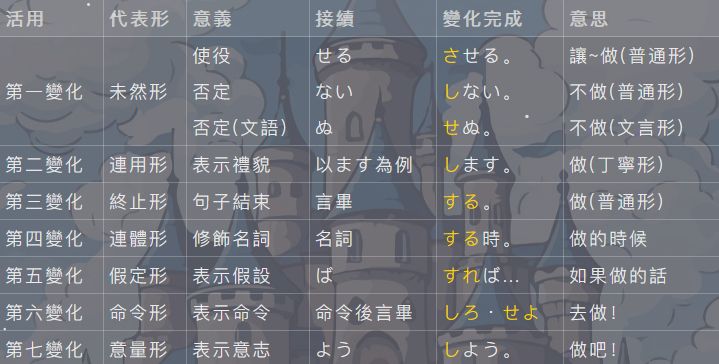 活用 代表形 意義 接續 變化完成 意思
使役 せる させる。 讓~做(普通形)
第一變化 未然形 否定 ない しない。 不做(普通形)
否定(文語) ぬ せぬ。 不做(文言形)
第二變化 連用形 表示禮貌 以ます為例 します。 做(丁寧形)
第三變化 終止形 句子結束 言畢 する。 做(普通形)
第四變化 連體形 修飾名詞 名詞 する時。 做的時候
第五變化 假定形 表示假設 ば すれば… 如果做的話
第六變化 命令形 表示命令 命令後言畢 しろ・せよ 去做!
第七變化 意量形 表示意志 よう しよう。 做吧!